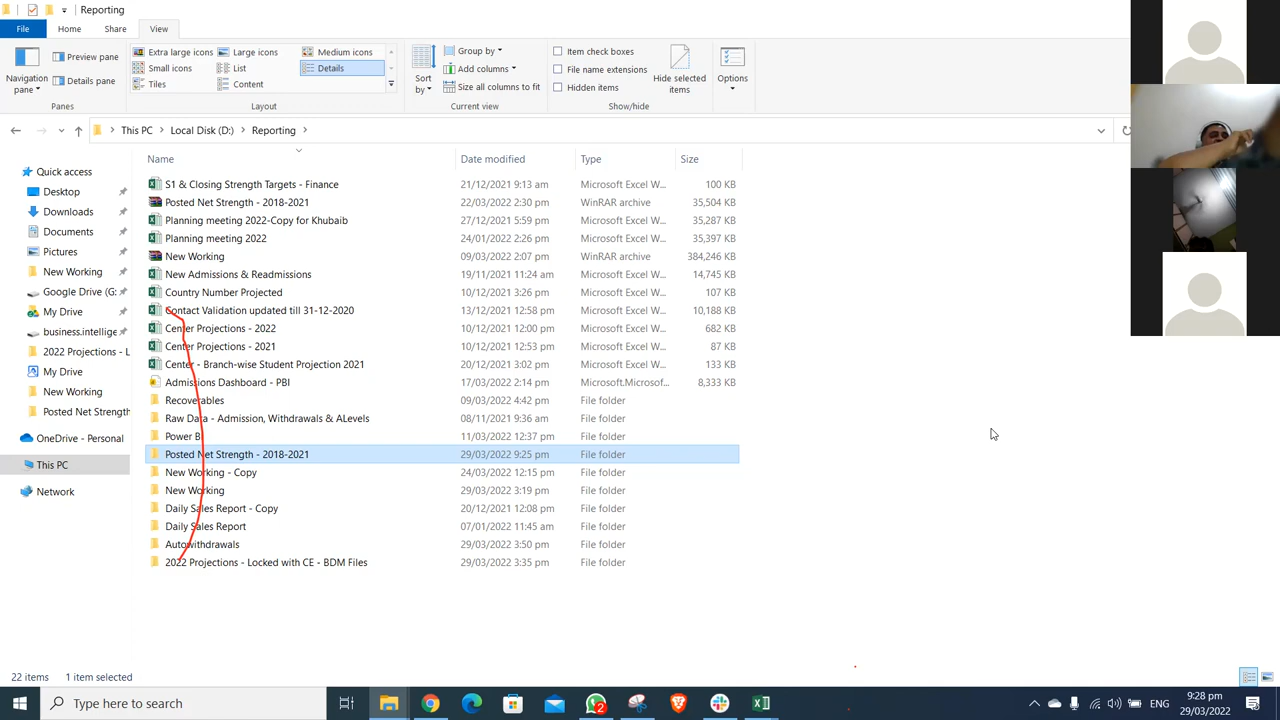 Reporting
File Home Share View
Preview pane
Details pane
Navigation pane
Panes
Extra large icons Large icons Medium icons
Small icons List Details
Tiles Content
Layout
Sort by
Group by
Add columns
Size all columns to fit
Current view
Item check boxes
File name extensions
Hidden items
Hide selected items
Show/hide
Options
This PC Local Disk (D:) Reporting
Quick access
Desktop
Downloads
Documents
Pictures
New Working
Google Drive (G:
My Drive
business.intellige
2022 Projections - L
My Drive
New Working
Posted Net Strength
OneDrive - Personal
This PC
Network
Name Date modified Type Size
S1 & Closing Strength Targets - Finance 21/12/2021 9:13 am Microsoft Excel W... 100 KB
Posted Net Strength - 2018-2021 22/03/2022 2:30 pm WinRAR archive 35,504 KB
Planning meeting 2022-Copy for Khubaib 27/12/2021 5:59 pm Microsoft Excel W... 35,287 KB
Planning meeting 2022 24/01/2022 2:26 pm Microsoft Excel W... 35,397 KB
New Working 09/03/2022 2:07 pm WinRAR archive 384,246 KB
New Admissions & Readmissions 19/11/2021 11:24 am Microsoft Excel W... 14,745 KB
Country Number Projected 10/12/2021 3:26 pm Microsoft Excel W... 107 KB
Contact Validation updated till 31-12-2020 13/12/2021 12:58 pm Microsoft Excel W... 10,188 KB
Center Projections - 2022 10/12/2021 12:00 pm Microsoft Excel W... 682 KB
Center Projections - 2021 10/12/2021 12:53 pm Microsoft Excel W... 87 KB
Center - Branch-wise Student Projection 2021 20/12/2021 3:02 pm Microsoft Excel W... 133 KB
Admissions Dashboard - PBI 17/03/2022 2:14 pm Microsoft.Microsof... 8,333 KB
Recoverables 09/03/2022 4:42 pm File folder
Raw Data - Admission, Withdrawals & ALevels 08/11/2021 9:36 am File folder
Power BI 11/03/2022 12:37 pm File folder
Posted Net Strength - 2018-2021 29/03/2022 9:25 pm File folder
New Working - Copy 24/03/2022 12:15 pm File folder
New Working 29/03/2022 3:19 pm File folder
Daily Sales Report - Copy 20/12/2021 12:08 pm File folder
Daily Sales Report 07/01/2022 11:45 am File folder
Autowithdrawals 29/03/2022 3:50 pm File folder
2022 Projections - Locked with CE - BDM Files 29/03/2022 3:35 pm File folder
22 items 1 item selected
Type here to search
2
ENG
9:28 pm
29/03/2022